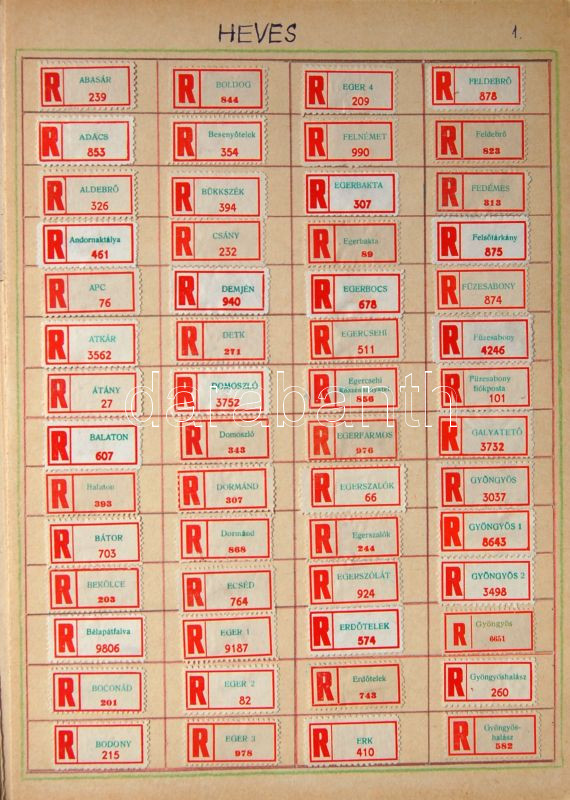 HEVES
1.
R ABASÁR
239
R BOLDOG
844
R EGER 4
209
R FELDEBRŐ
878
R ADÁCS
853
R Besenyőtelek
354
R FELNÉMET
990
R Feldebrő
823
R ALDEBRŐ
326
R BÜKKSZÉK
394
R EGERBAKTA
307
R FEDÉMES
313
R Andornaktálya
461
R CSÁNY
232
R Egerbakta
89
R Felsőtárkány
875
R APC
76
R DEMJÉN
940
R EGERBOCS
678
R FÜZESABONY
874
R ATKÁR
3562
R DETK
271
R EGERCSEHI
511
R Füzesabony
4246
R ÁTÁNY
27
R DOMOSZLÓ
3752
R Egercsehi
856
R Füzesabony
fiókposta
101
R BALATON
607
R Domoszló
343
R EGERFARMOS
976
R GALYATETŐ
3732
R Balaton
393
R DORMÁND
307
R EGERSZALÓK
66
R GYÖNGYÖS
3037
R BÁTOR
703
R Dormánd
868
R Egerszalók
244
R GYÖNGYÖS 1
8643
R BEKÖLCE
203
R ECSÉD
764
R EGERSZÓLÁT
924
R GYÖNGYÖS 2
3498
R Bélapátfalva
9806
R EGER 1
9187
R ERDŐTELEK
574
R Gyöngyös
6651
R BOCONÁD
201
R EGER 2
82
R Erdőtelek
743
R Gyöngyöshalász
260
R BODONY
215
R EGER 3
978
R ERK
410
R Gyöngyös-
halász
582
darabanth